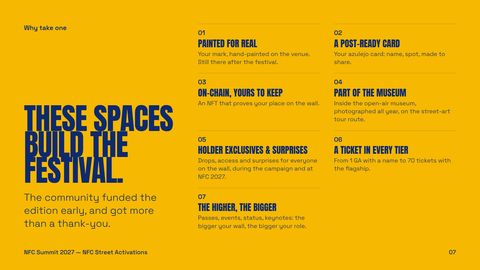 Why take one
THESE SPACES
BUILD THE
FESTIVAL.
The community funded the
edition early, and got more
than a thank-you.
01
PAINTED FOR REAL
Your mark, hand-painted on the venue.
Still there after the festival.
02
A POST-READY CARD
Your azulejo card: name, spot, made to
share.
03
ON-CHAIN, YOURS TO KEEP
An NFT that proves your place on the wall.
04
PART OF THE MUSEUM
Inside the open-air museum,
photographed all year, on the street-art
tour route.
05
HOLDER EXCLUSIVES & SURPRISES
Drops, access and surprises for everyone
on the wall, during the campaign and at
NFC 2027.
06
A TICKET IN EVERY TIER
From 1 GA with a name to 70 tickets with
the flagship.
07
THE HIGHER, THE BIGGER
Passes, events, status, keynotes: the
bigger your wall, the bigger your role.
NFC Summit 2027 — NFC Street Activations
07